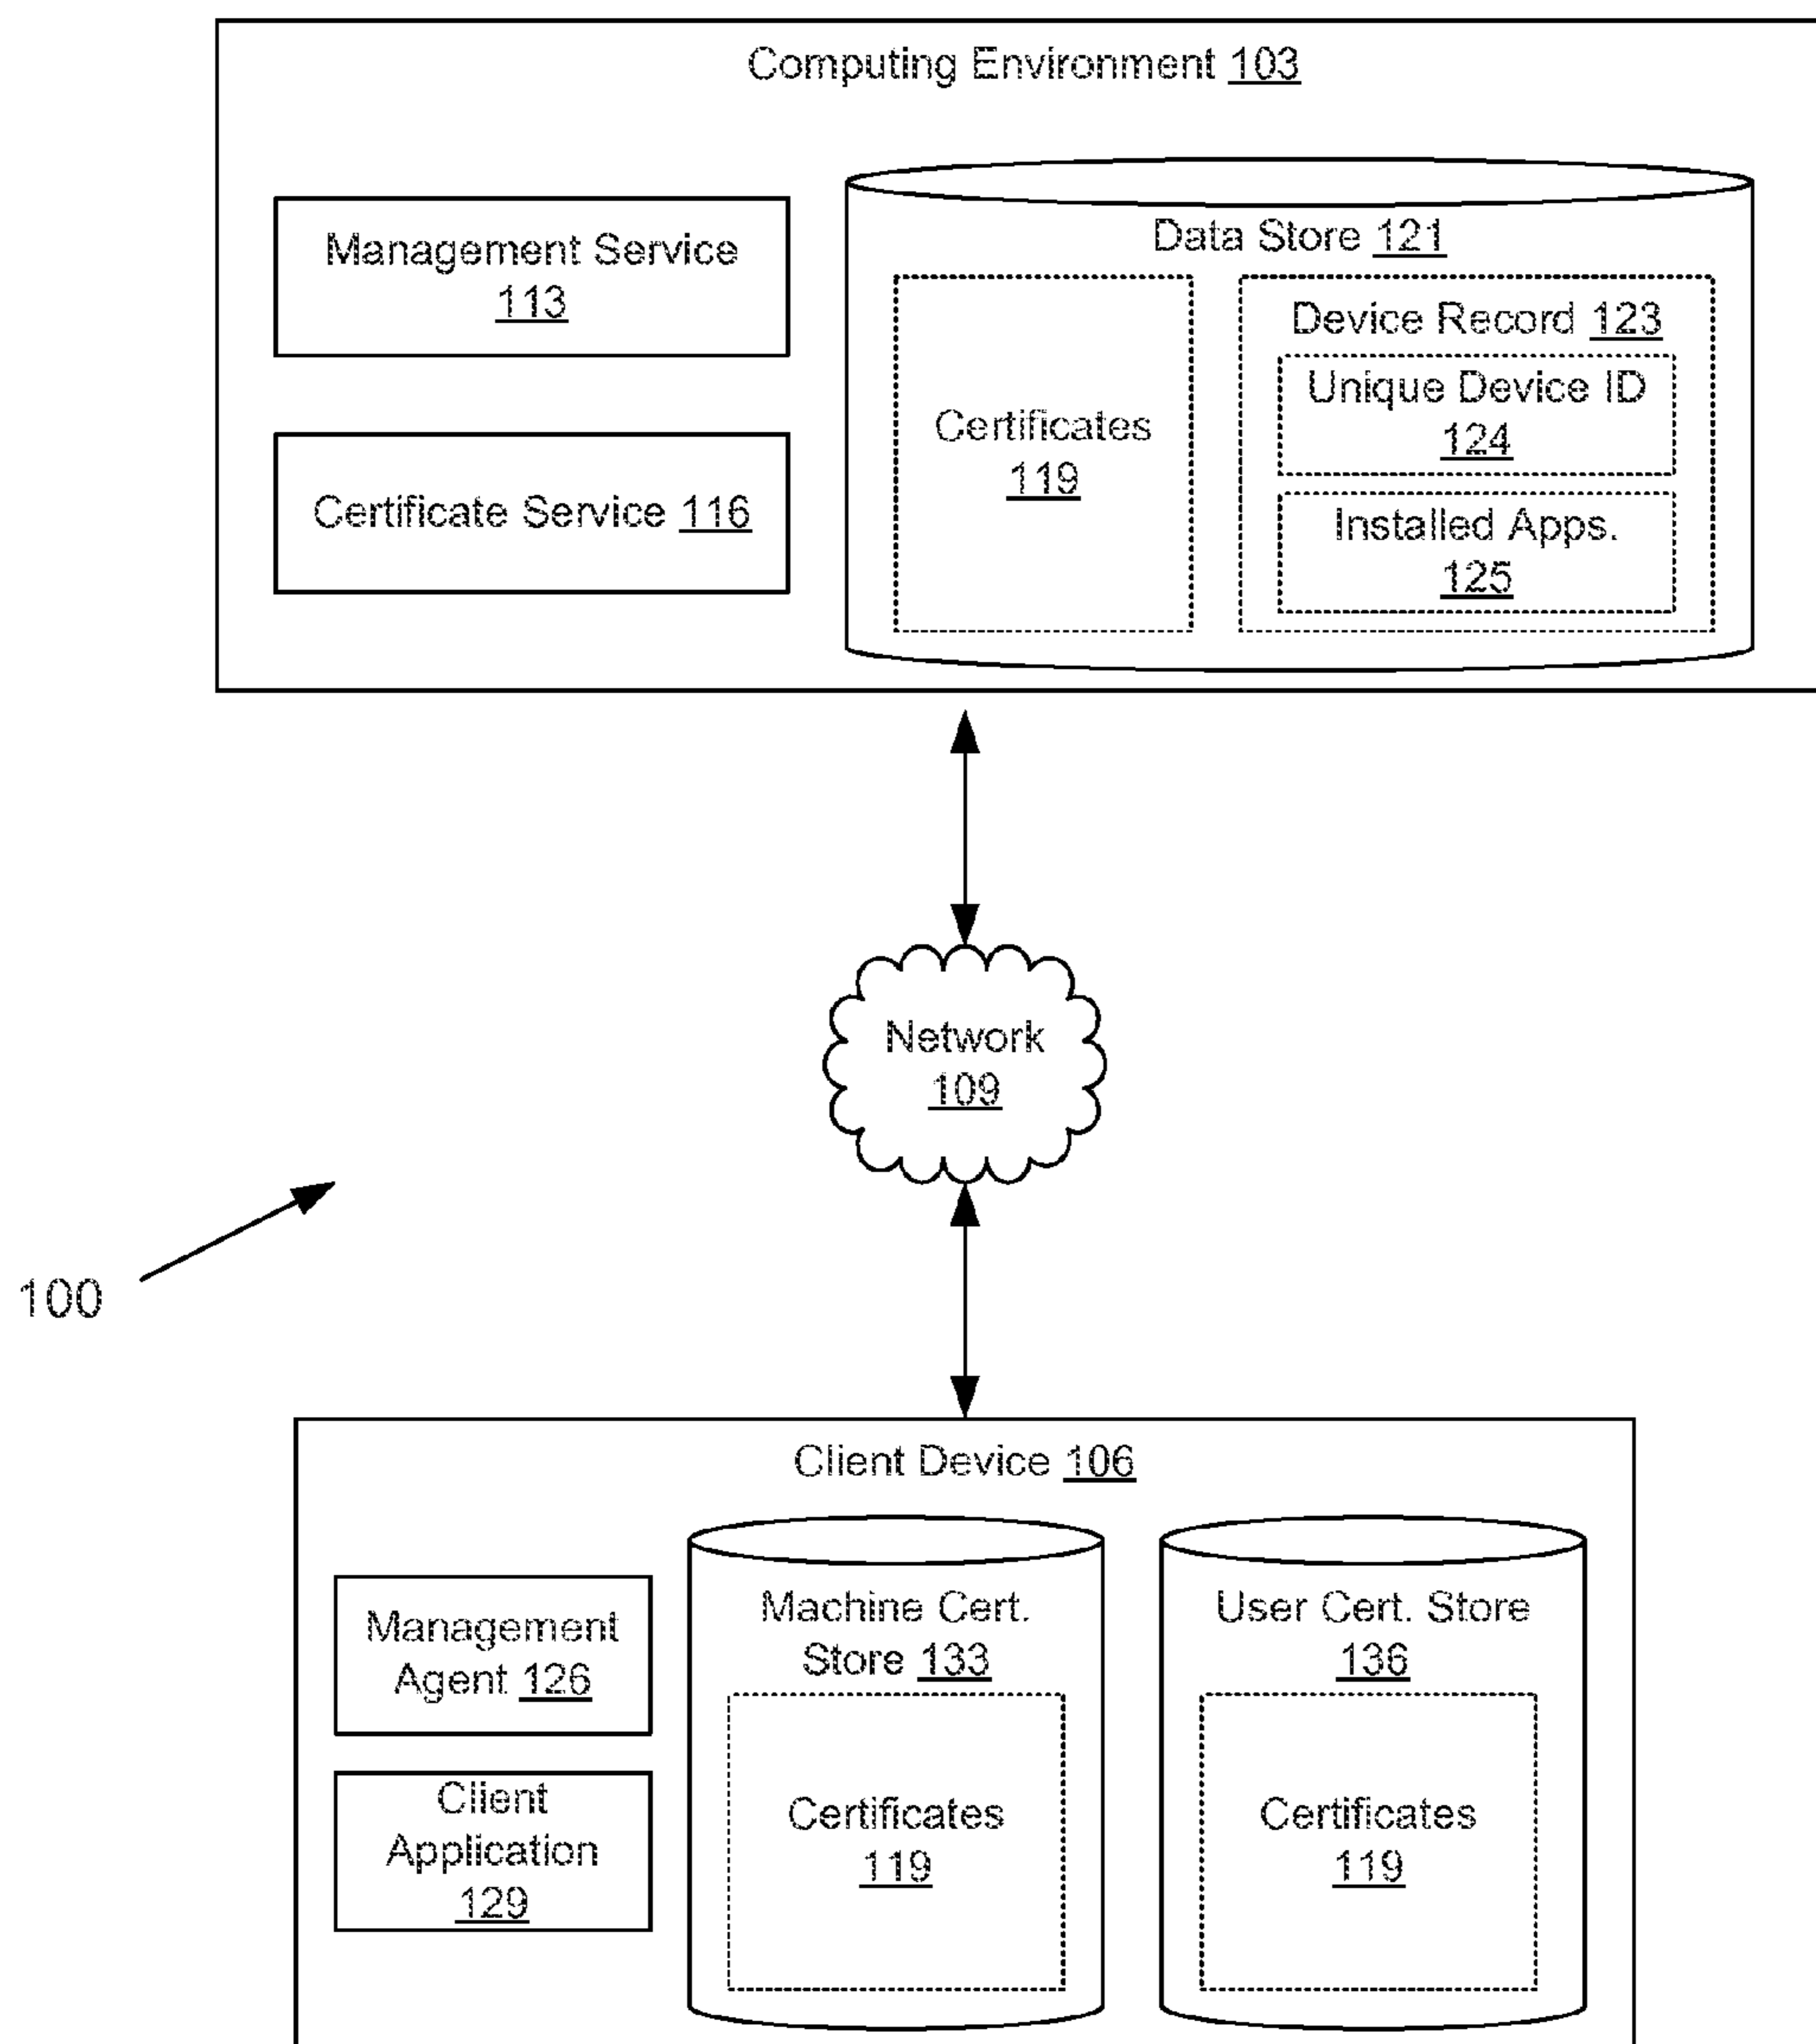 Computing Environment 103
Management Service
113
Certificate Service 116
Data Store 121
Certificates
119
Device Record 123
Unique Device ID
124
Installed Apps.
125
Network
109
100
Client Device 106
Management
Agent 126
Client
Application
129
Machine Cert.
Store 133
Certificates
119
User Cert. Store
136
Certificates
119